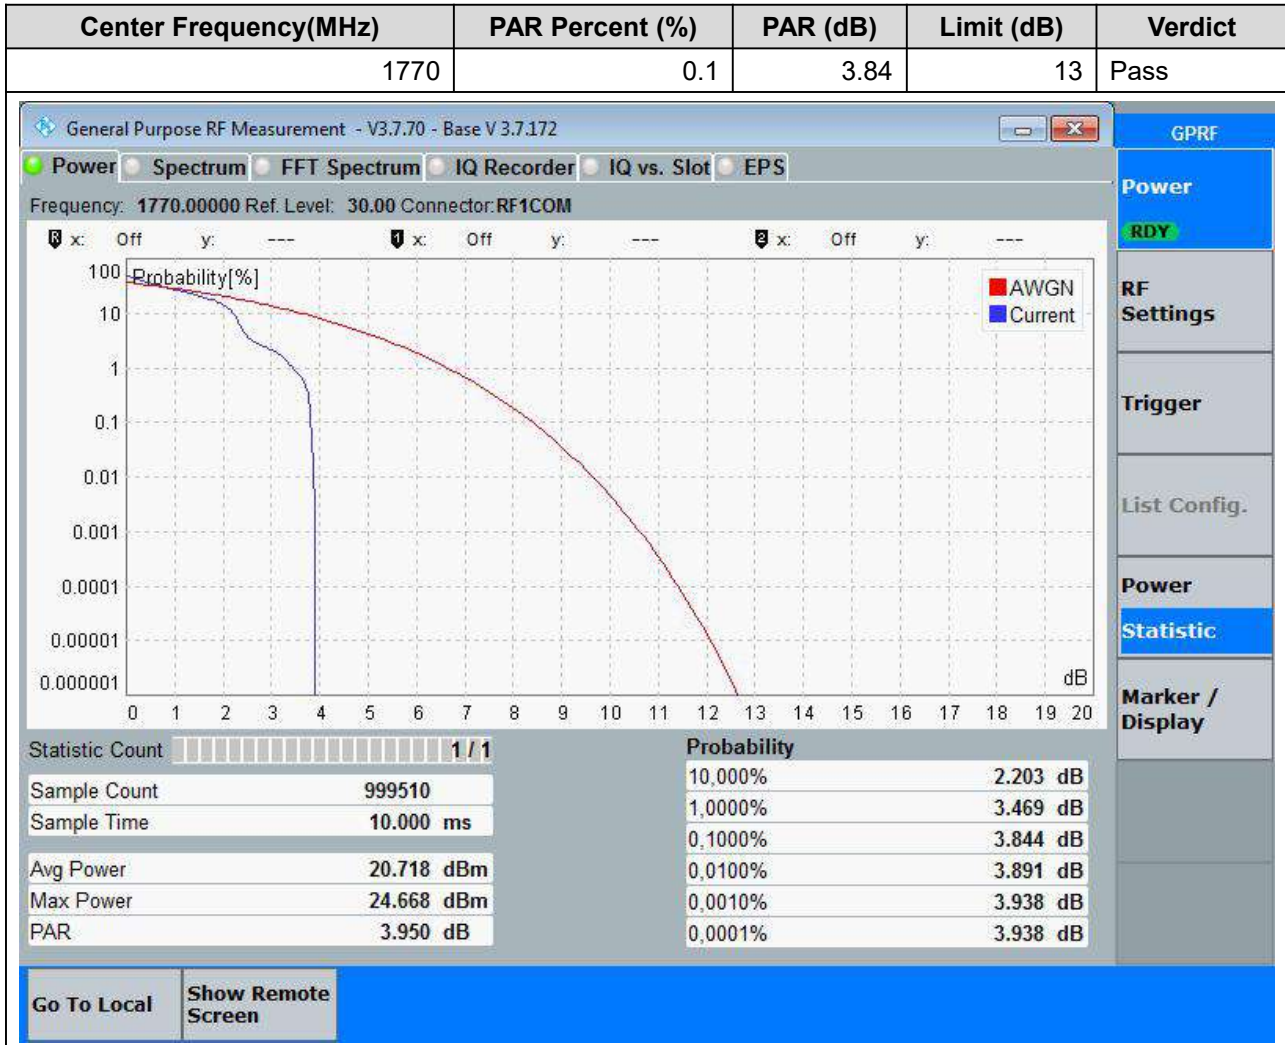 Center Frequency(MHz) PAR Percent (%) PAR (dB) Limit (dB) Verdict
1770 0.1 3.84 13 Pass
General Purpose RF Measurement - V3.7.70 - Base V 3.7.172
GPRF
Power Spectrum FFT Spectrum IQ Recorder IQ vs. Slot EPS
Frequency: 1770.00000 Ref. Level: 30.00 Connector: RF1COM
R x: Off y: --- 1 x: Off y: --- 2 x: Off y: ---
Power
RDY
RF
Settings
Trigger
List Config.
Power
Statistic
Marker /
Display
Probability[%]
AWGN
Current
100
10
1
0.1
0.01
0.001
0.0001
0.00001
0.000001
dB
0 1 2 3 4 5 6 7 8 9 10 11 12 13 14 15 16 17 18 19 20
Statistic Count 1 / 1
Sample Count 999510
Sample Time 10.000 ms
Avg Power 20.718 dBm
Max Power 24.668 dBm
PAR 3.950 dB
Probability
10,000% 2.203 dB
1,0000% 3.469 dB
0,1000% 3.844 dB
0,0100% 3.891 dB
0,0010% 3.938 dB
0,0001% 3.938 dB
Go To Local
Show Remote
Screen